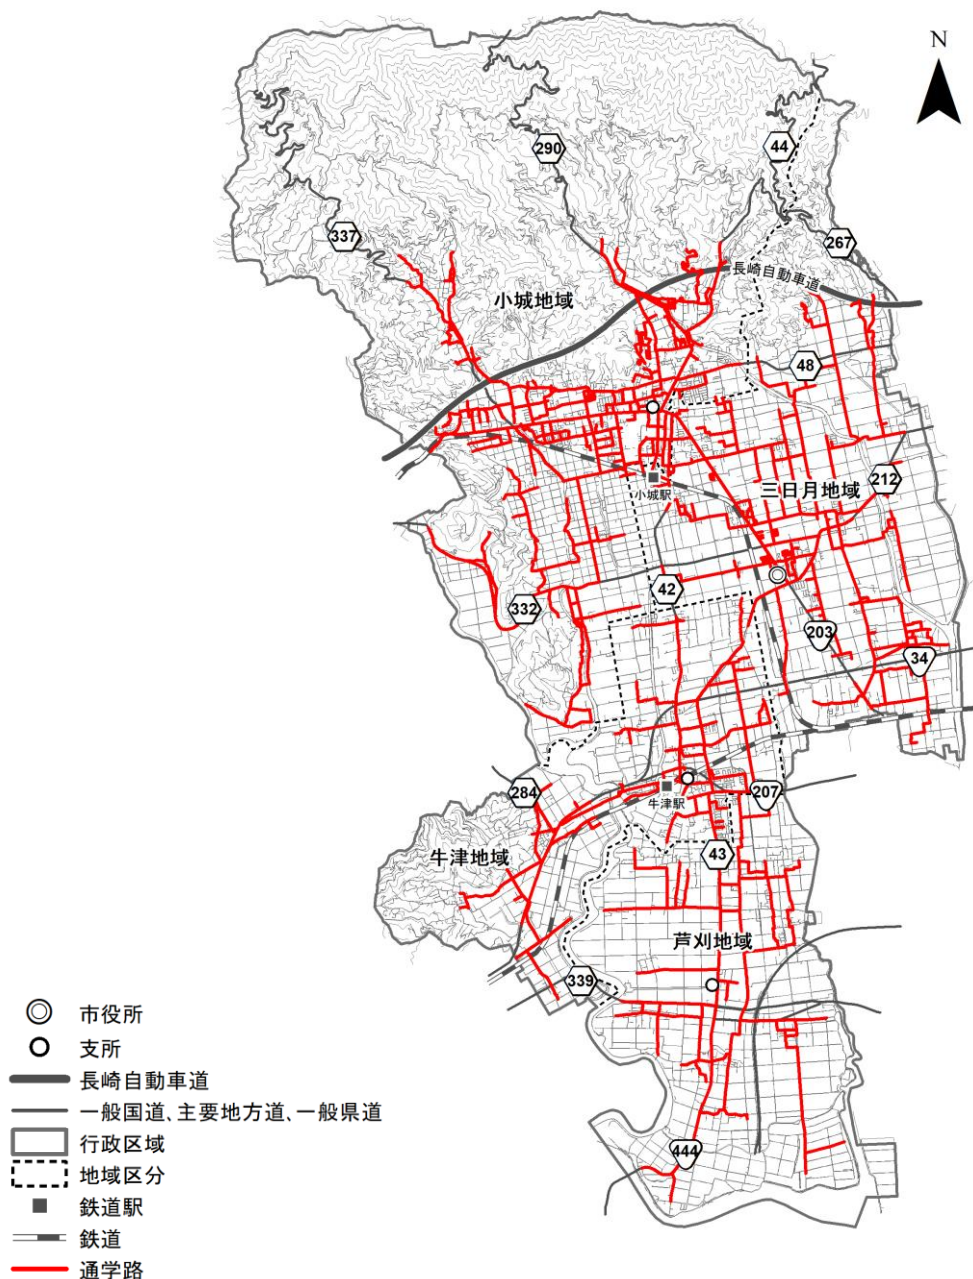 N
290
44
337
267
長崎自動車道
小城地域
48
212
三日月地域
小城駅
332
42
203
34
284
207
牛津駅
43
牛津地域
芦刈地域
339
444
市役所
支所
長崎自動車道
一般国道、主要地方道、一般県道
行政区域
地域区分
鉄道駅
鉄道
通学路